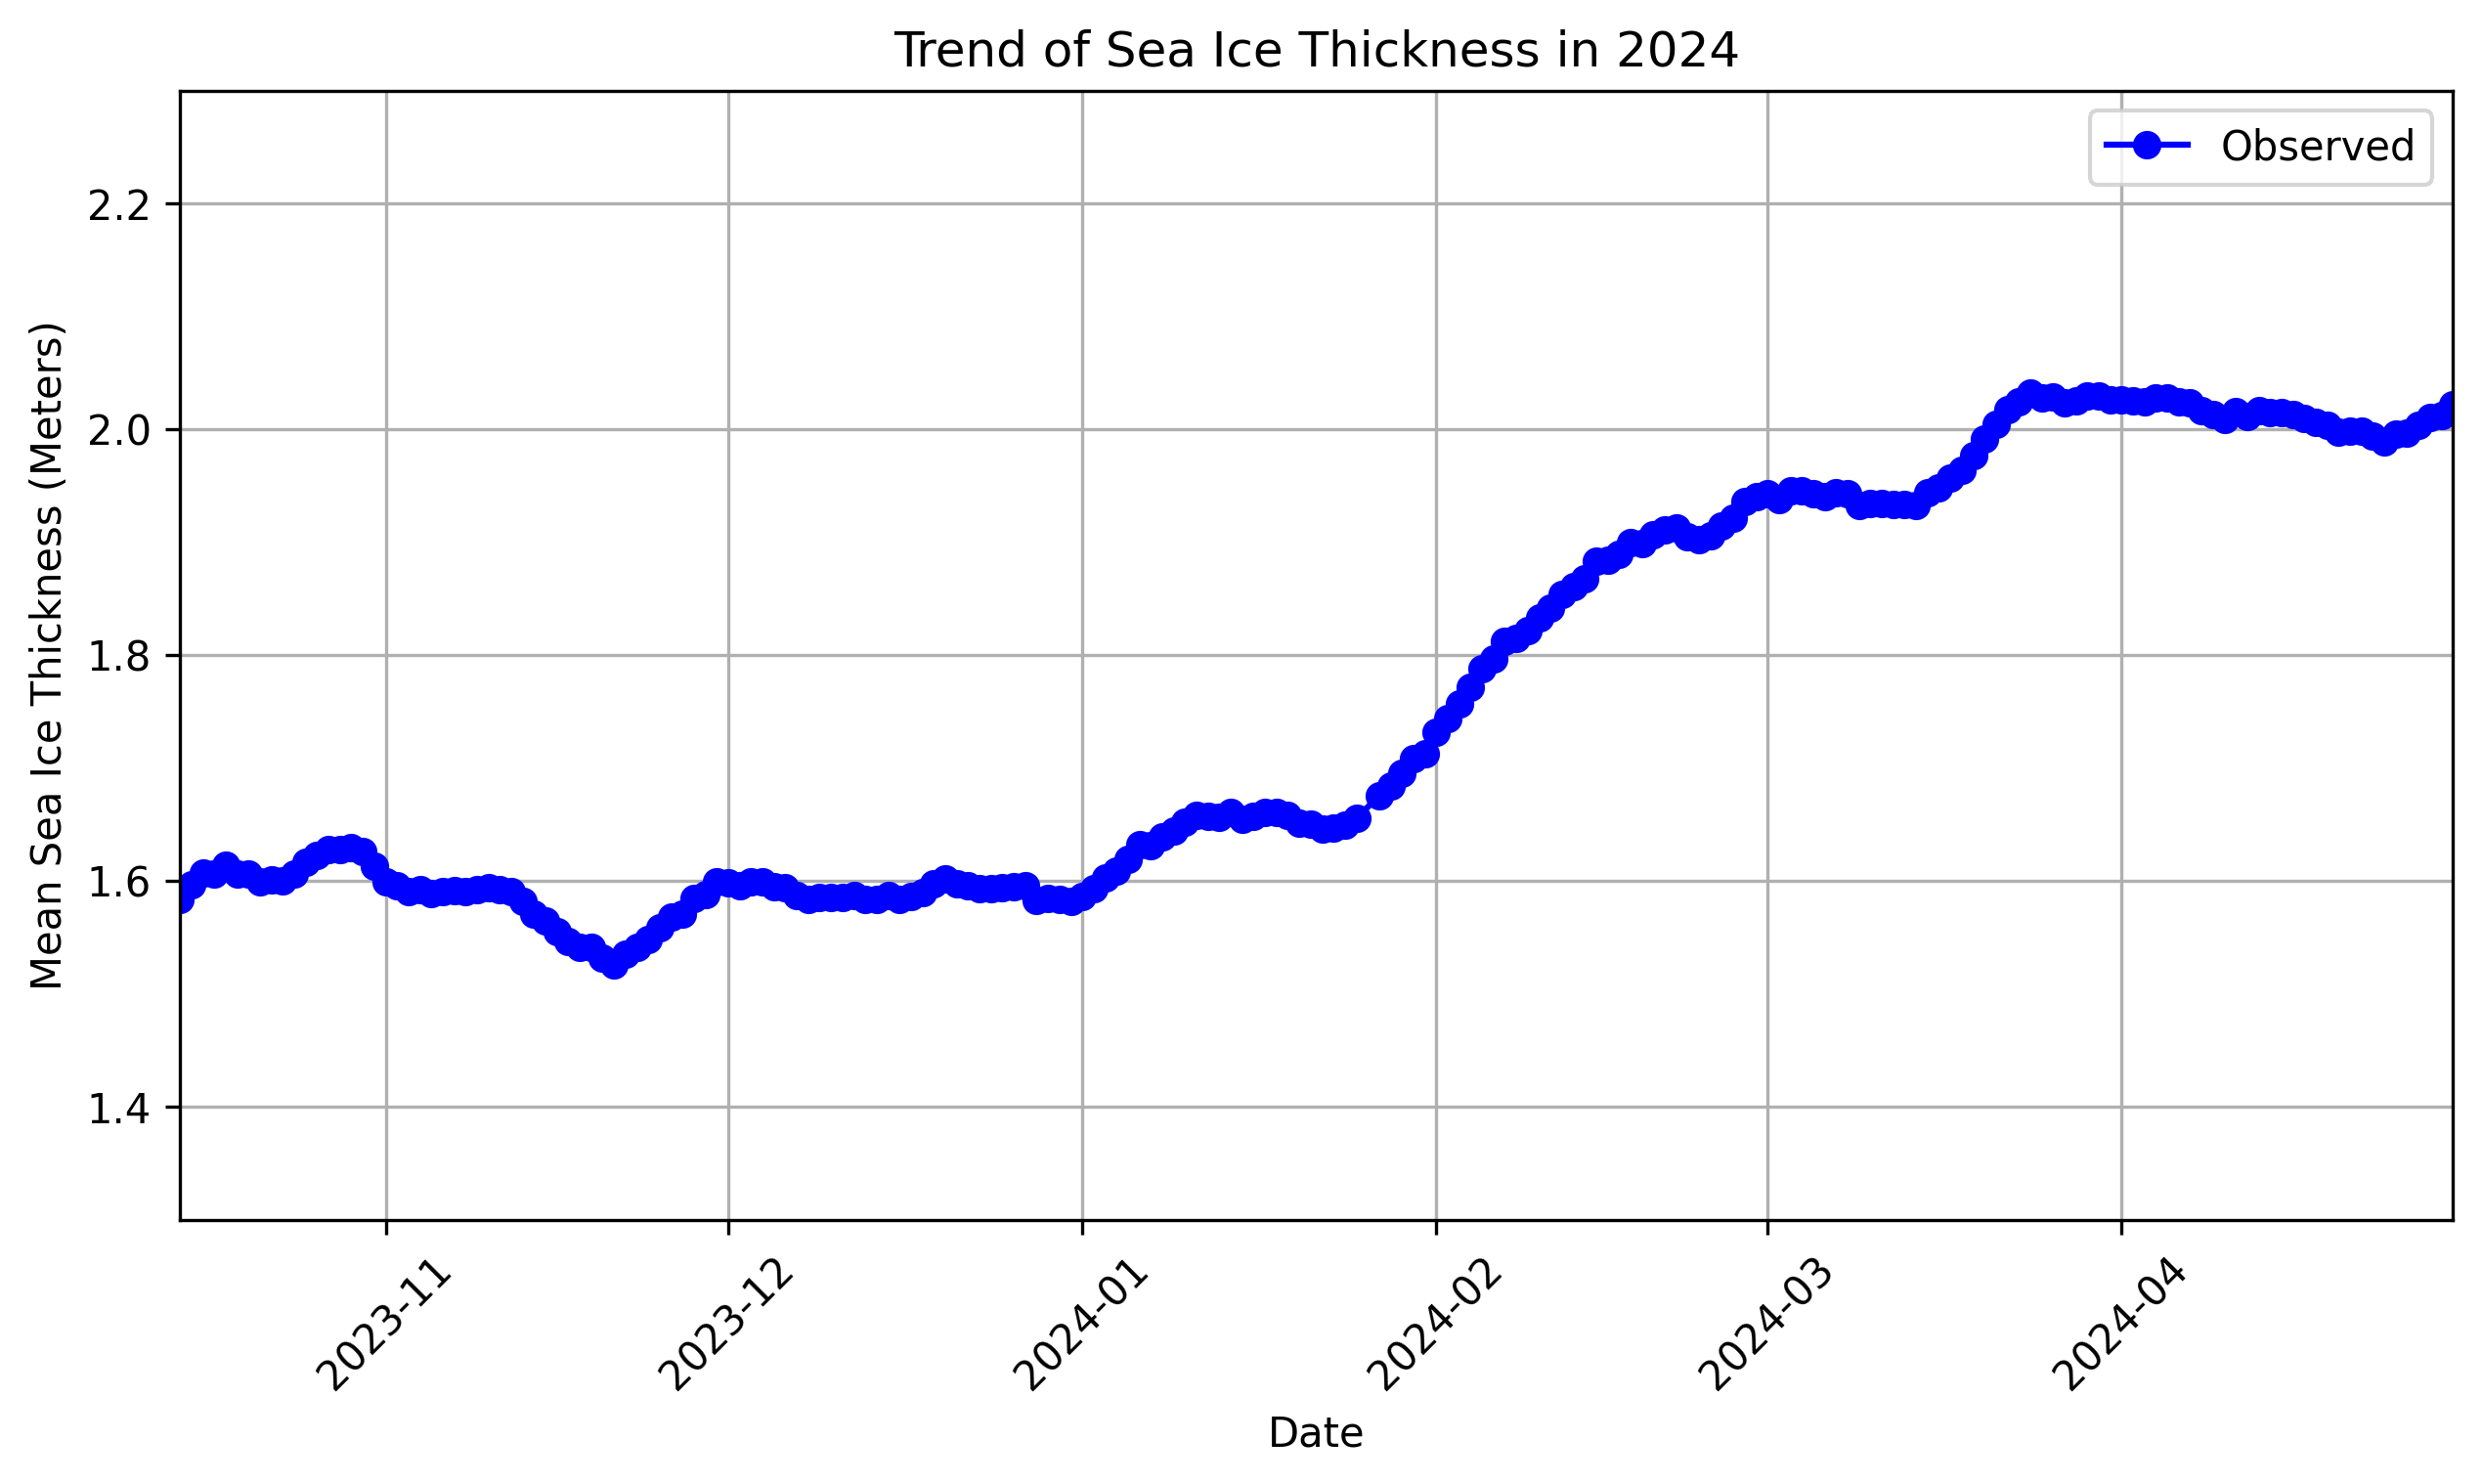 Trend of Sea Ice Thickness in 2024
Observed
Mean Sea Ice Thickness (Meters)
2.2
2.0
1.8
1.6
1.4
2023-11
2023-12
2024-01
2024-02
2024-03
2024-04
Date